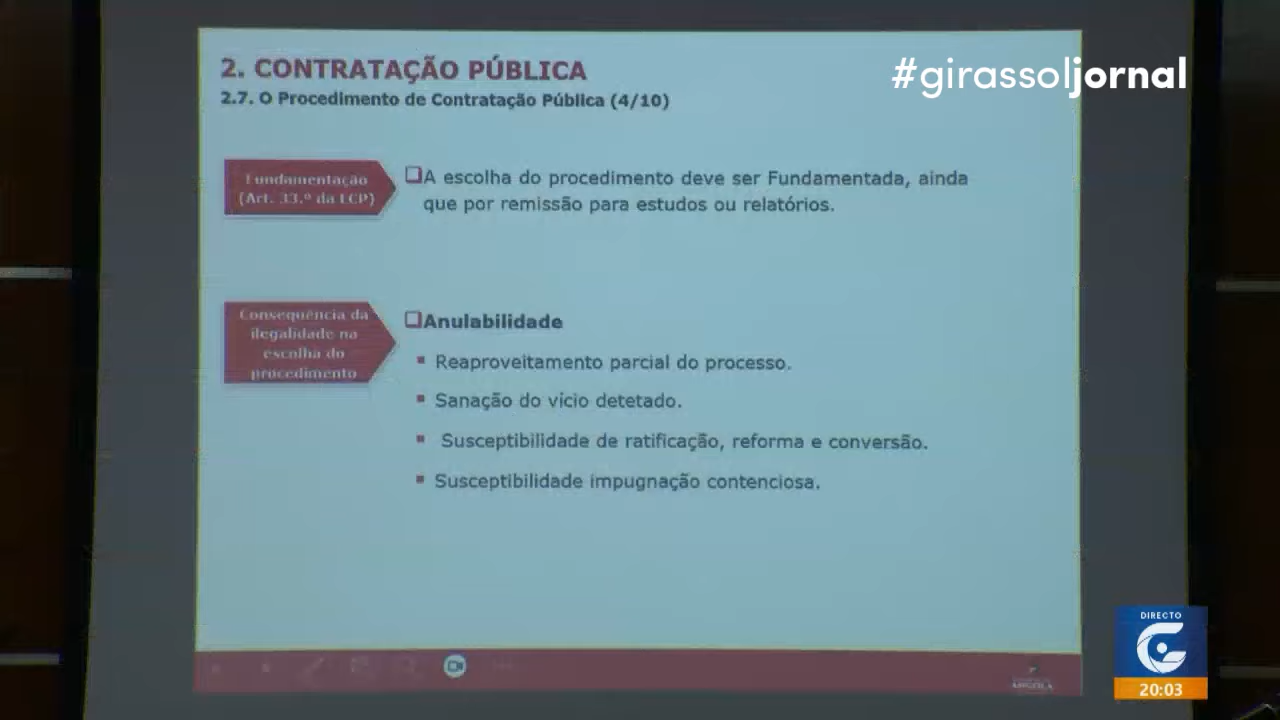 #girassoljornal
2. CONTRATAÇÃO PÚBLICA
2.7. O Procedimento de Contratação Pública (4/10)
Fundamentação
(Art. 33.º da LCP)
❑A escolha do procedimento deve ser Fundamentada, ainda
que por remissão para estudos ou relatórios.
Consequência da
ilegalidade na
escolha do
procedimento
❑Anulabilidade
▪ Reaproveitamento parcial do processo.
▪ Sanação do vício detetado.
▪ Susceptibilidade de ratificação, reforma e conversão.
▪ Susceptibilidade impugnação contenciosa.
ANGOLA
DIRECTO
20:03